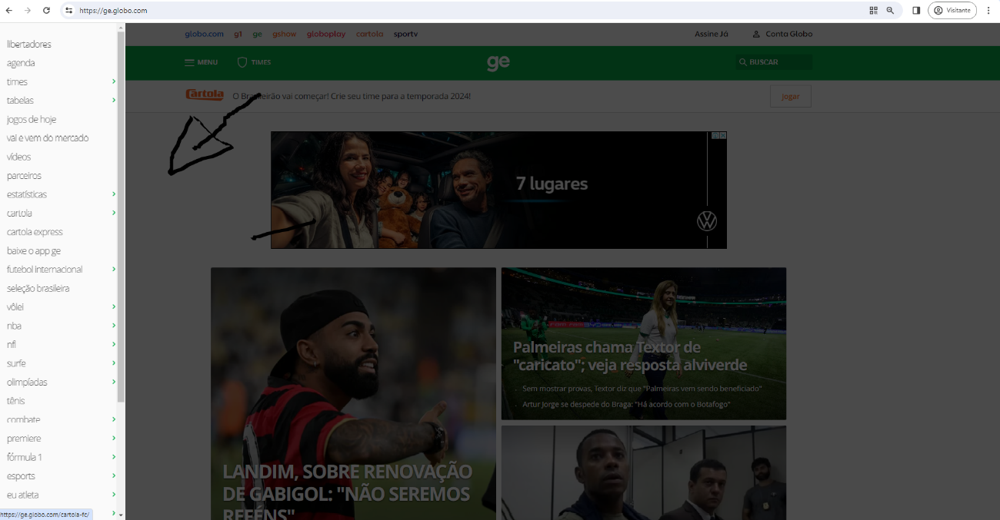 https://ge.globo.com
Visitante
libertadores
agenda
times
tabelas
jogos de hoje
vai e vem do mercado
vídeos
parceiros
estatísticas
cartola
cartola express
baixe o app ge
futebol internacional
seleção brasileira
vôlei
nba
nfl
surfe
olimpíadas
tênis
combate
premiere
fórmula 1
esports
eu atleta
https://ge.globo.com/cartola-fc/
globo.com g1 ge gshow globoplay cartola sportv
Assine Já Conta Globo
MENU TIMES ge BUSCAR
Cartola O Brasileirão vai começar! Crie seu time para a temporada 2024! Jogar
7 lugares
Palmeiras chama Textor de
"caricato"; veja resposta alviverde
Sem mostrar provas, Textor diz que "Palmeiras vem sendo beneficiado"
Artur Jorge se despede do Braga: "Há acordo com o Botafogo"
LANDIM, SOBRE RENOVAÇÃO
DE GABIGOL: "NÃO SEREMOS
REFÉNS"